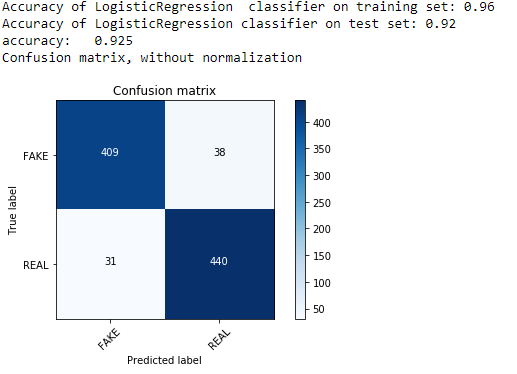 Accuracy of LogisticRegression  classifier on training set: 0.96
Accuracy of LogisticRegression classifier on test set: 0.92
accuracy:   0.925
Confusion matrix, without normalization
Confusion matrix
True label
FAKE
409
38
REAL
31
440
FAKE
REAL
Predicted label
400
350
300
250
200
150
100
50